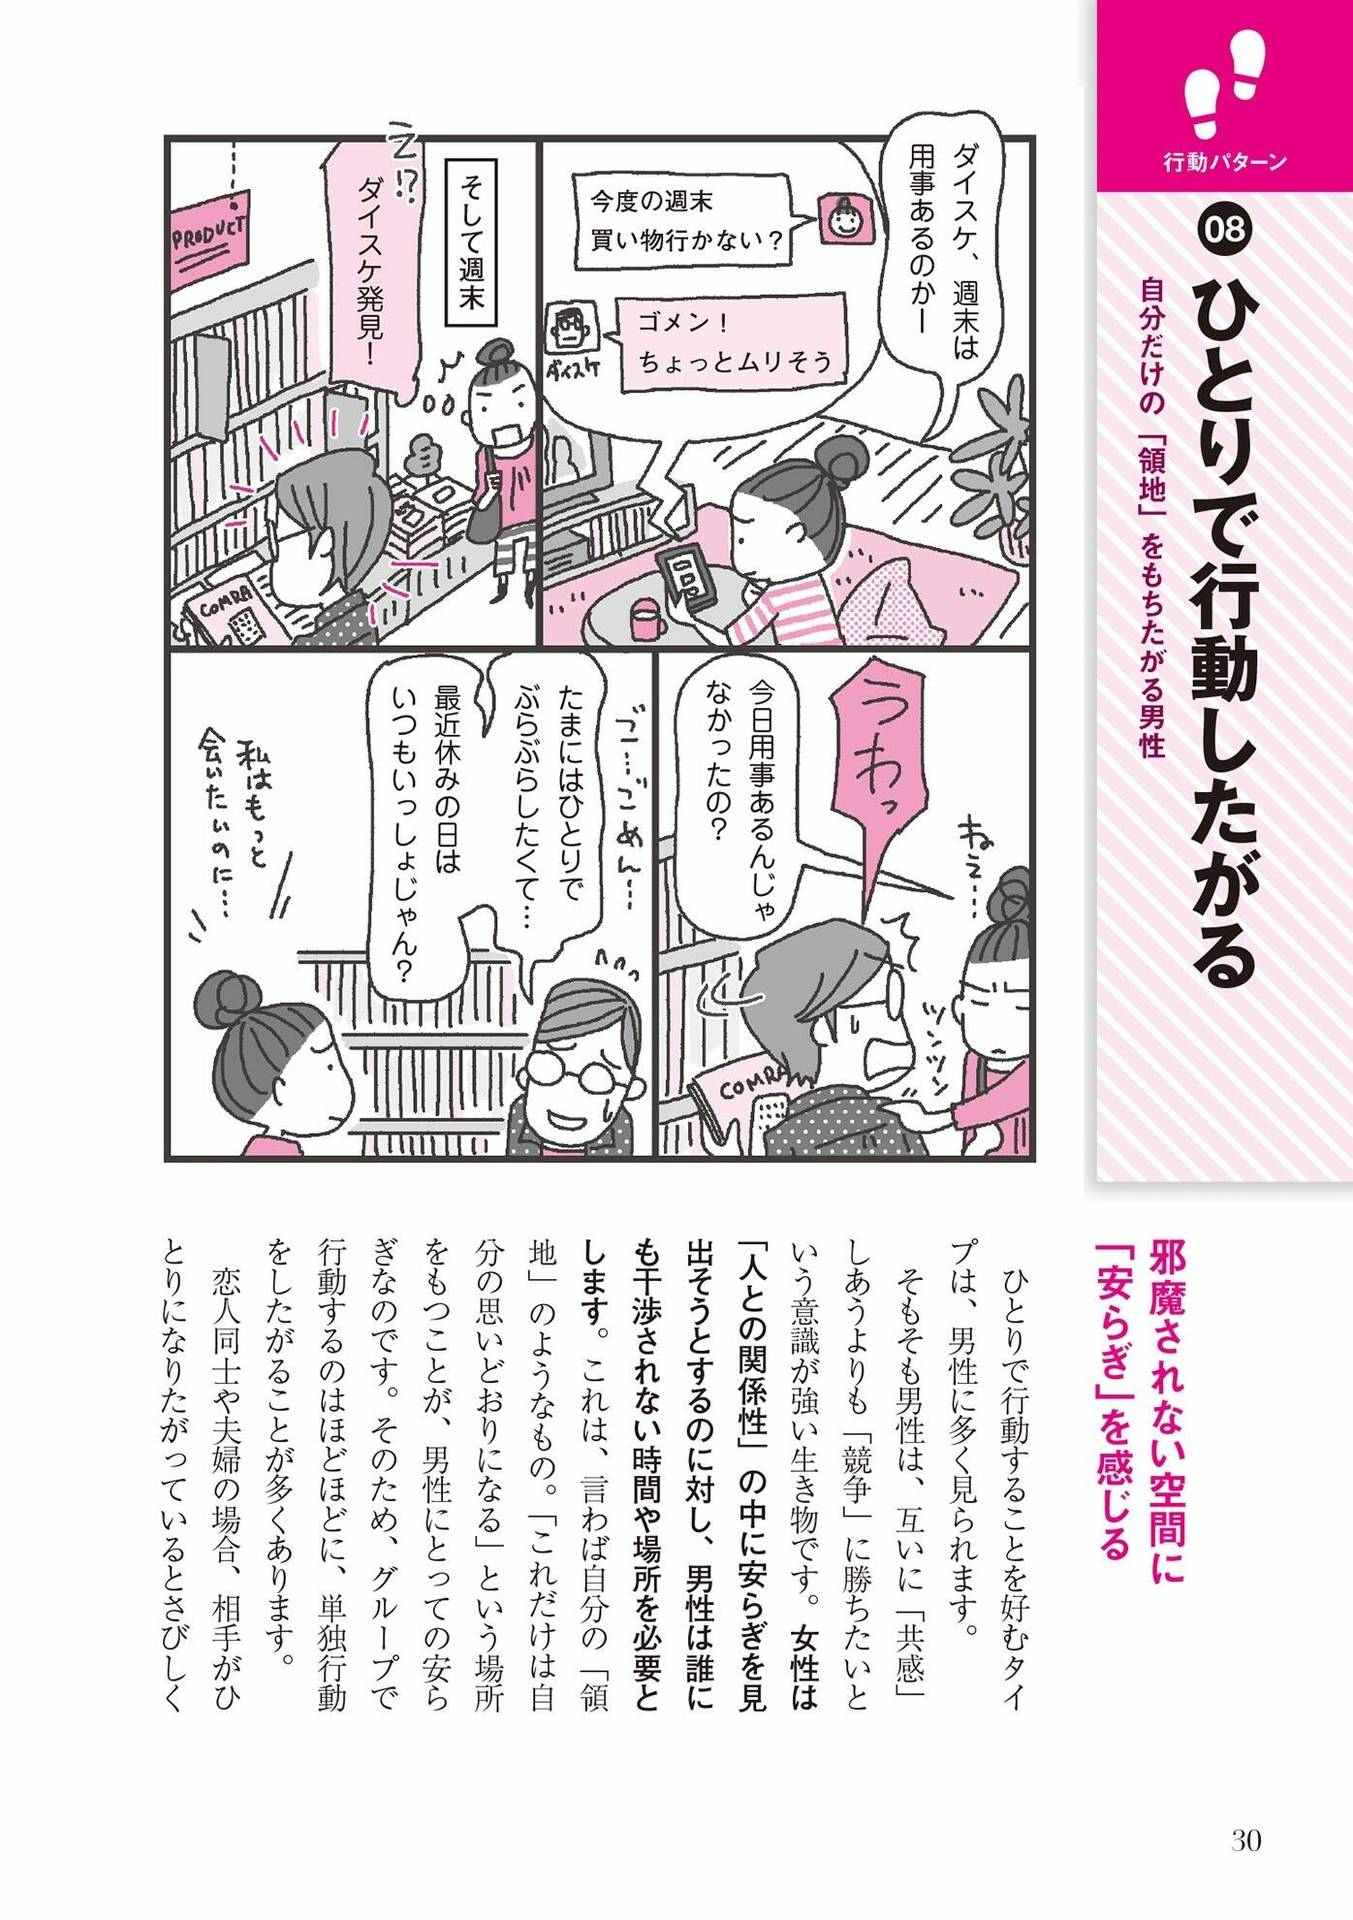 行動パターン
08
ひとりで行動したがる
自分だけの「領地」をもちたがる男性
ダイスケ、週末は
用事あるのかー
今度の週末
買い物行かない?
ゴメン!
ちょっとムリそう
ダイスケ
そして週末
え!?
ダイスケ発見!
PRODUCT
COMRA
ねえ…
ツンツン
うわっ
今日用事あるんじゃ
なかったの?
COMRA
ご…ごめん…
たまにはひとりで
ぶらぶらしたくて…
最近休みの日は
いつもいっしょじゃん?
私はもっと
会いたいのに…
邪魔されない空間に
「安らぎ」を感じる
ひとりで行動することを好むタイ
プは、男性に多く見られます。
そもそも男性は、互いに「共感」
しあうよりも「競争」に勝ちたいと
いう意識が強い生き物です。女性は
「人との関係性」の中に安らぎを見
出そうとするのに対し、男性は誰に
も干渉されない時間や場所を必要と
します。これは、言わば自分の「領
地」のようなもの。「これだけは自
分の思いどおりになる」という場所
をもつことが、男性にとっての安ら
ぎなのです。そのため、グループで
行動するのはほどほどに、単独行動
をしたがることが多くあります。
恋人同士や夫婦の場合、相手がひ
とりになりたがっているとさびしく
30